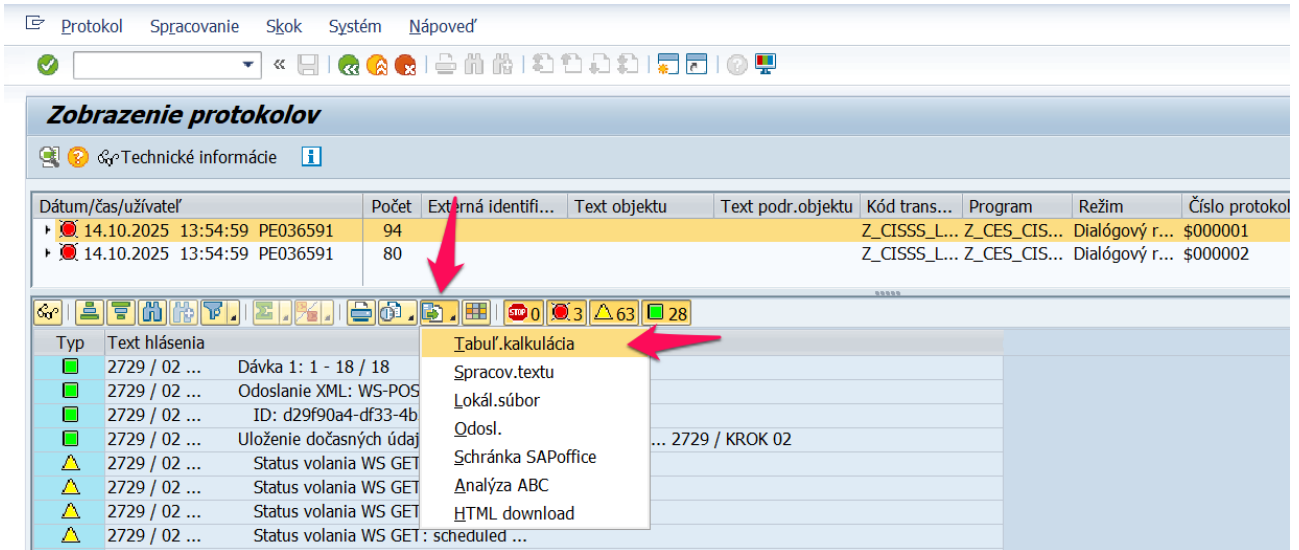 Protokol Spracovanie Skok Systém Nápoveď
Zobrazenie protokolov
Technické informácie
Dátum/čas/užívateľ Počet Externá identifi... Text objektu Text podr.objektu Kód trans... Program Režim Číslo protokol
14.10.2025 13:54:59 PE036591 94 Z_CISSS_L... Z_CES_CIS... Dialógový r... $000001
14.10.2025 13:54:59 PE036591 80 Z_CISSS_L... Z_CES_CIS... Dialógový r... $000002
STOP 0 3 63 28
Typ Text hlásenia
Tabuľ.kalkulácia
Spracov.textu
Lokál.súbor
Odosl.
Schránka SAPoffice
Analýza ABC
HTML download
2729 / 02 ... Dávka 1: 1 - 18 / 18
2729 / 02 ... Odoslanie XML: WS-POS
2729 / 02 ... ID: d29f90a4-df33-4b
2729 / 02 ... Uloženie dočasných údaj ... 2729 / KROK 02
2729 / 02 ... Status volania WS GET
2729 / 02 ... Status volania WS GET
2729 / 02 ... Status volania WS GET
2729 / 02 ... Status volania WS GET: scheduled ...